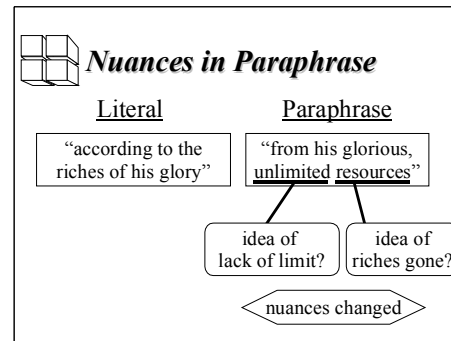 Nuances in Paraphrase
Literal
Paraphrase
“according to the
riches of his glory”
“from his glorious,
unlimited resources”
idea of
lack of limit?
idea of
riches gone?
nuances changed